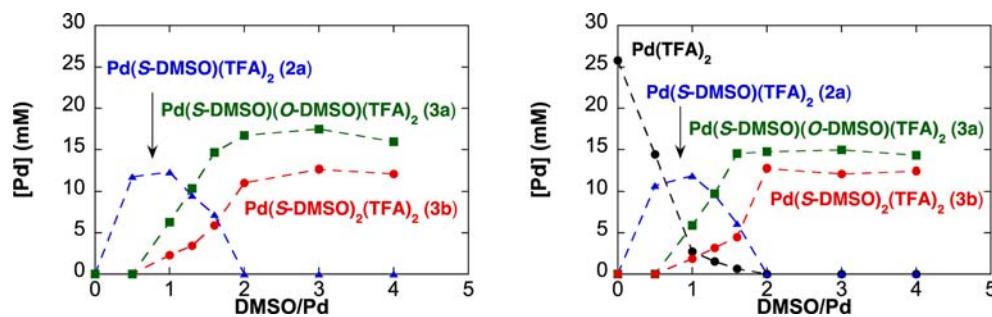 30
25
20
15
10
5
0
[Pd] (mM)
Pd(S-DMSO)(TFA)2 (2a)
Pd(S-DMSO)(O-DMSO)(TFA)2 (3a)
Pd(S-DMSO)2(TFA)2 (3b)
0 1 2 3 4 5
DMSO/Pd
30
25
20
15
10
5
0
[Pd] (mM)
Pd(TFA)2
Pd(S-DMSO)(TFA)2 (2a)
Pd(S-DMSO)(O-DMSO)(TFA)2 (3a)
Pd(S-DMSO)2(TFA)2 (3b)
0 1 2 3 4 5
DMSO/Pd